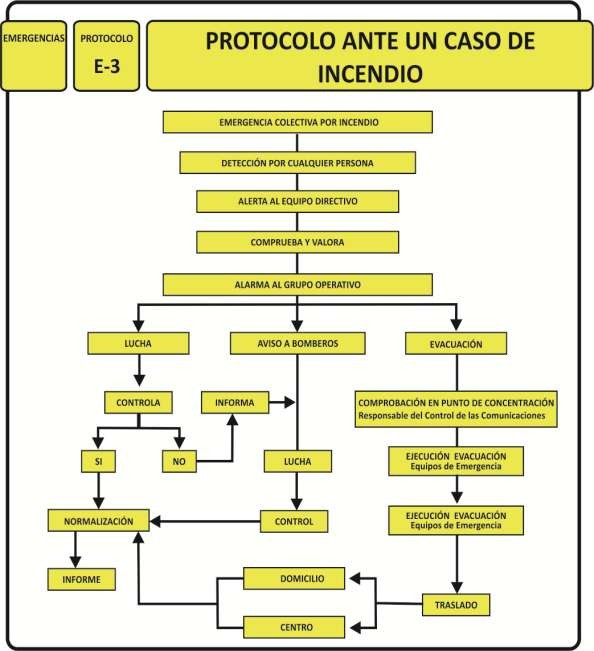 EMERGENCIAS
PROTOCOLO
E-3
PROTOCOLO ANTE UN CASO DE
INCENDIO
EMERGENCIA COLECTIVA POR INCENDIO
DETECCIÓN POR CUALQUIER PERSONA
ALERTA AL EQUIPO DIRECTIVO
COMPRUEBA Y VALORA
ALARMA AL GRUPO OPERATIVO
LUCHA
AVISO A BOMBEROS
EVACUACIÓN
CONTROLA
INFORMA
COMPROBACIÓN EN PUNTO DE CONCENTRACIÓN
Responsable del Control de las Comunicaciones
SI
NO
LUCHA
EJECUCIÓN EVACUACIÓN
Equipos de Emergencia
NORMALIZACIÓN
CONTROL
EJECUCIÓN EVACUACIÓN
Equipos de Emergencia
INFORME
DOMICILIO
TRASLADO
CENTRO